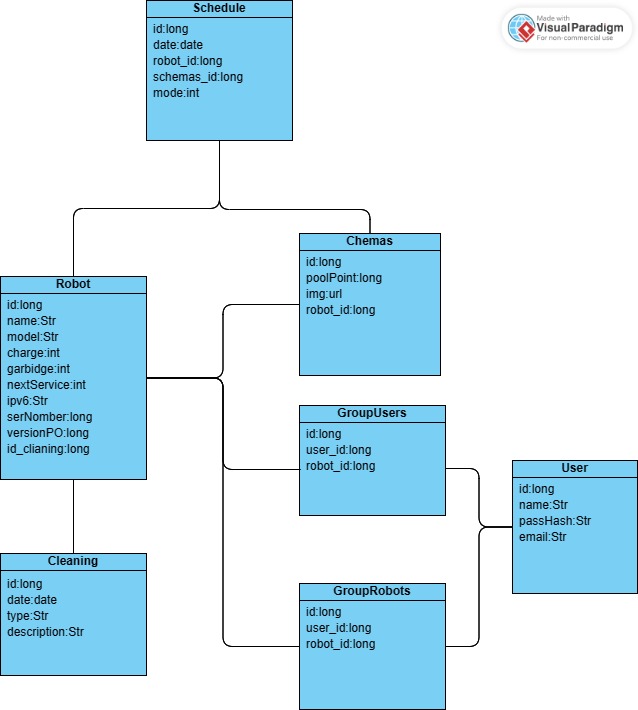 Schedule
id:long
date:date
robot_id:long
schemas_id:long
mode:int
Made with
VisualParadigm
For non-commercial use
Chemas
id:long
poolPoint:long
img:url
robot_id:long
Robot
id:long
name:Str
model:Str
charge:int
garbidge:int
nextService:int
ipv6:Str
serNomber:long
versionPO:long
id_clianing:long
GroupUsers
id:long
user_id:long
robot_id:long
User
id:long
name:Str
passHash:Str
email:Str
Cleaning
id:long
date:date
type:Str
description:Str
GroupRobots
id:long
user_id:long
robot_id:long